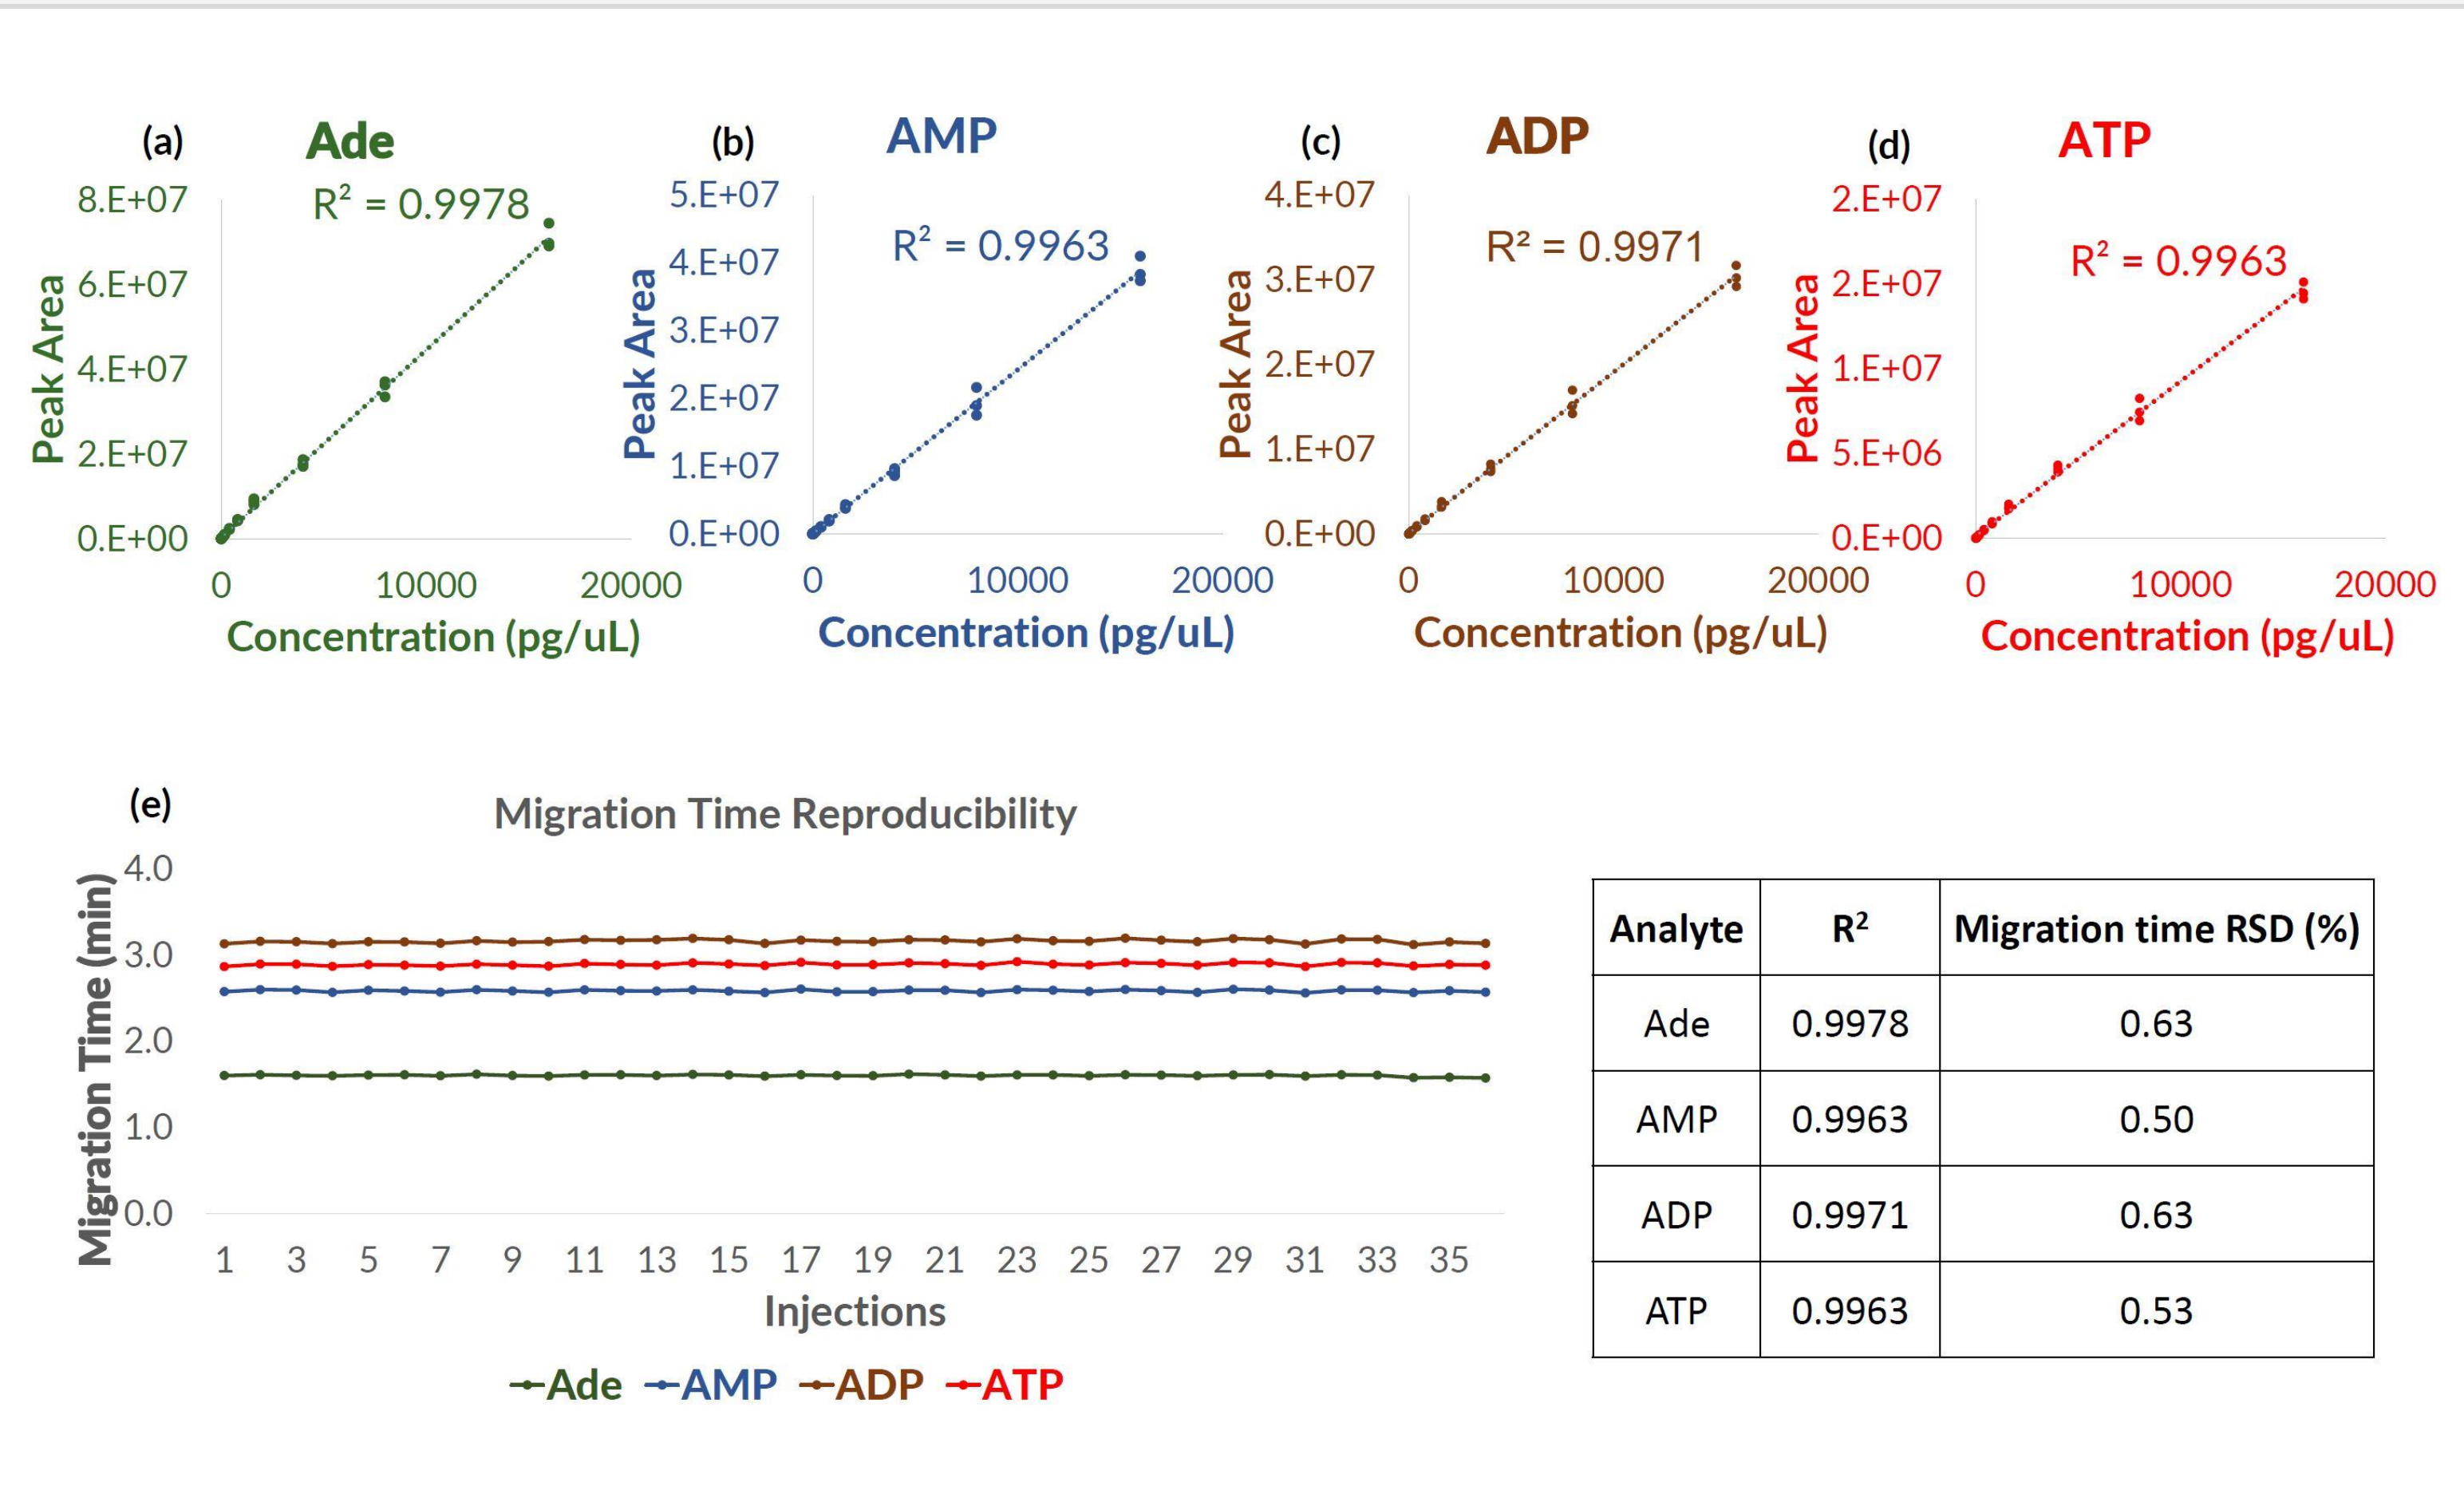 (a) Ade
R² = 0.9978
8.E+07
6.E+07
4.E+07
2.E+07
0.E+00
Peak Area
0 10000 20000
Concentration (pg/uL)
(b) AMP
R² = 0.9963
5.E+07
4.E+07
3.E+07
2.E+07
1.E+07
0.E+00
Peak Area
0 10000 20000
Concentration (pg/uL)
(c) ADP
R² = 0.9971
4.E+07
3.E+07
2.E+07
1.E+07
0.E+00
Peak Area
0 10000 20000
Concentration (pg/uL)
(d) ATP
R² = 0.9963
2.E+07
2.E+07
1.E+07
5.E+06
0.E+00
Peak Area
0 10000 20000
Concentration (pg/uL)
(e) Migration Time Reproducibility
4.0
3.0
2.0
1.0
0.0
Migration Time (min)
1 3 5 7 9 11 13 15 17 19 21 23 25 27 29 31 33 35
Injections
Ade AMP ADP ATP
Analyte R² Migration time RSD (%)
Ade 0.9978 0.63
AMP 0.9963 0.50
ADP 0.9971 0.63
ATP 0.9963 0.53